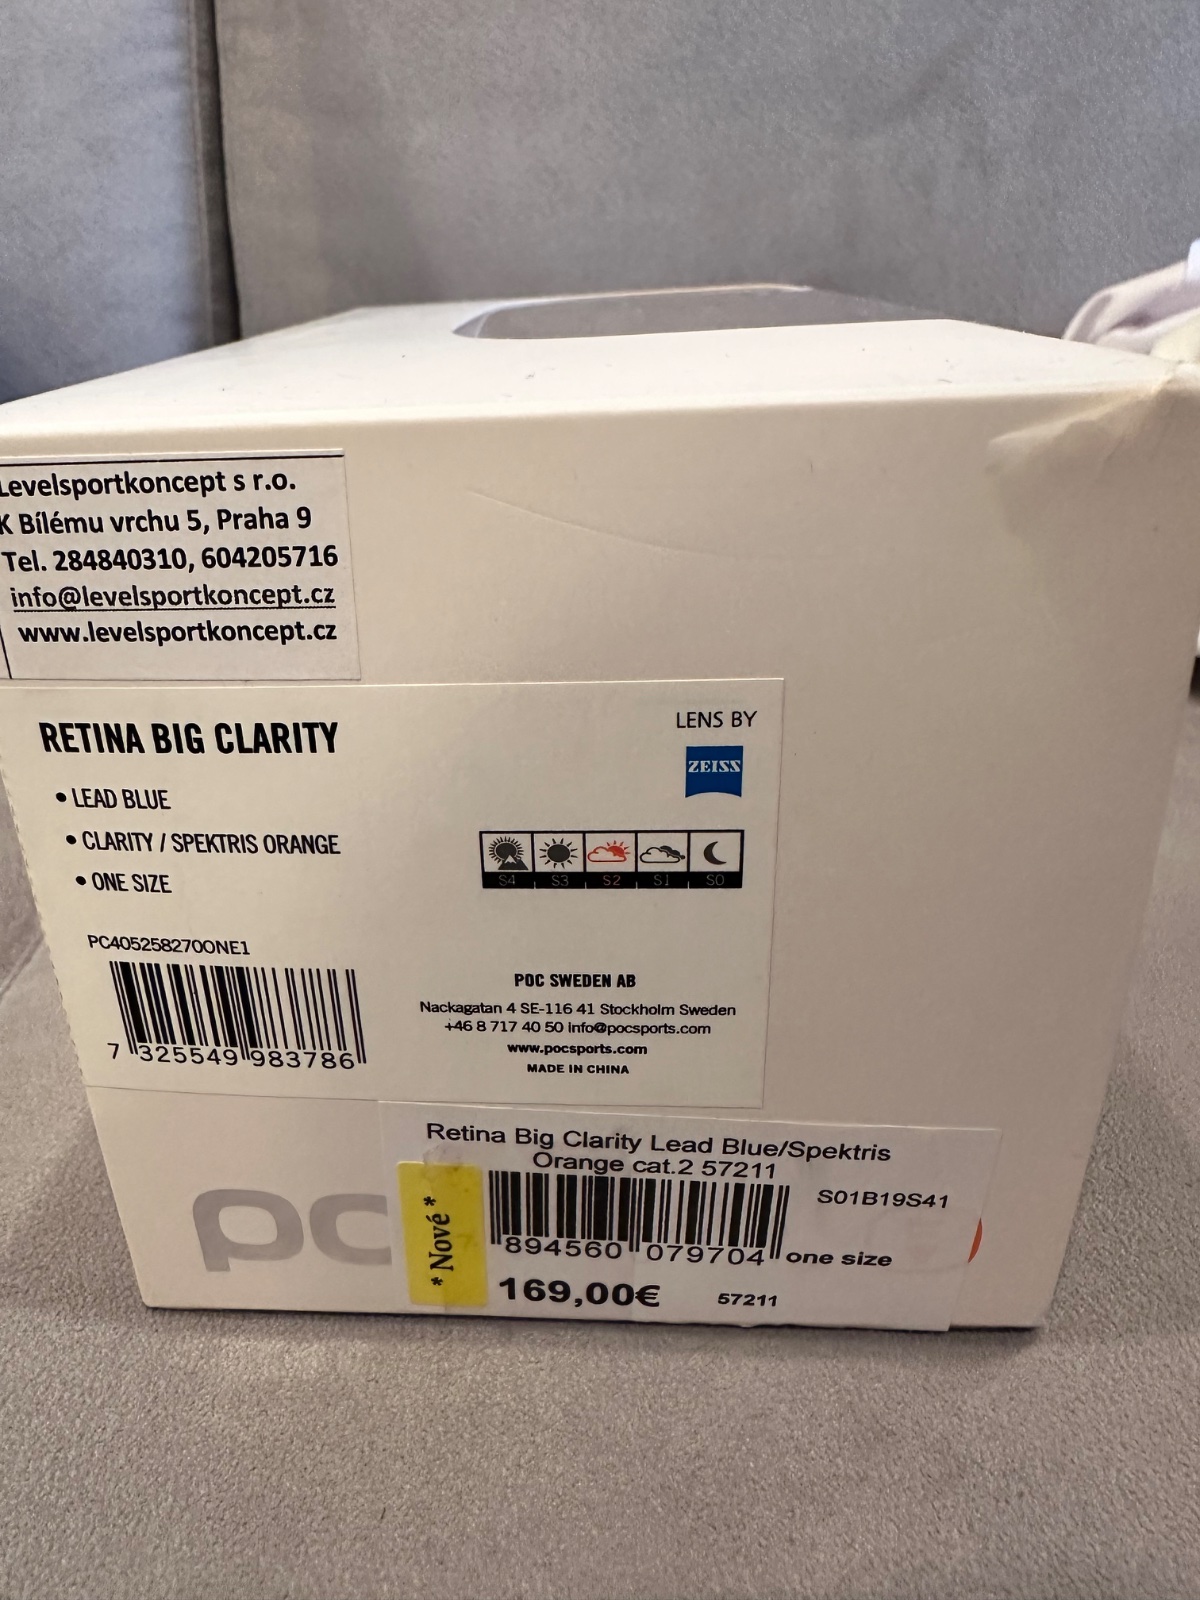 Levelsportkoncept s r.o.
K Bílému vrchu 5, Praha 9
Tel. 284840310, 604205716
info@levelsportkoncept.cz
www.levelsportkoncept.cz
RETINA BIG CLARITY
• LEAD BLUE
• CLARITY / SPEKTRIS ORANGE
• ONE SIZE
LENS BY
ZEISS
S4 S3 S2 S1 S0
PC405258270ONE1
7 325549 983786
POC SWEDEN AB
Nackagatan 4 SE-116 41 Stockholm Sweden
+46 8 717 40 50 info@pocsports.com
www.pocsports.com
MADE IN CHINA
poc
Retina Big Clarity Lead Blue/Spektris
Orange cat.2 57211
S01B19S41
* Nové *
894560 079704
one size
169,00€
57211